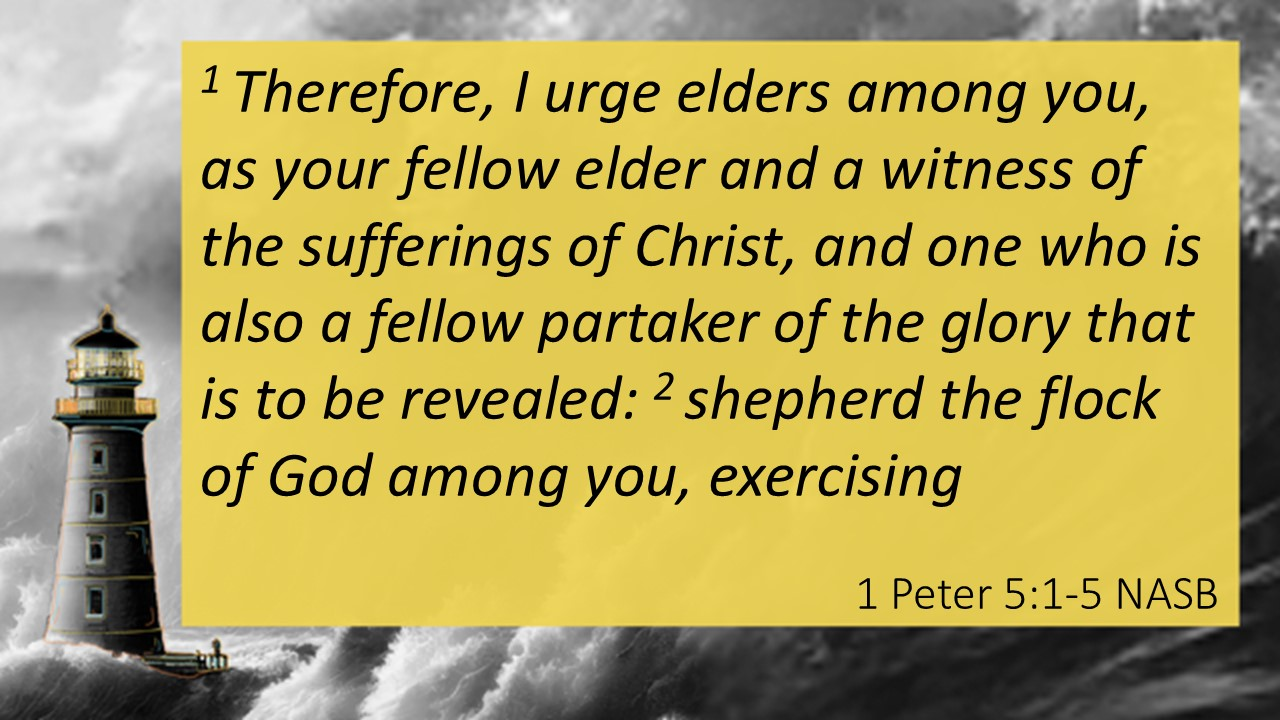 1 Therefore, I urge elders among you,
as your fellow elder and a witness of
the sufferings of Christ, and one who is
also a fellow partaker of the glory that
is to be revealed: 2 shepherd the flock
of God among you, exercising
1 Peter 5:1-5 NASB